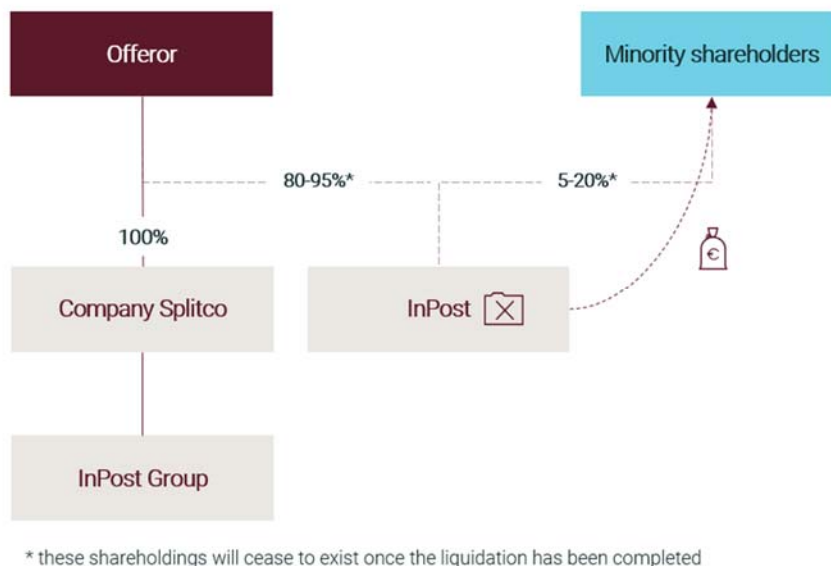 Offeror
Minority shareholders
80-95%*
5-20%*
100%
Company Splitco
InPost
€
InPost Group
* these shareholdings will cease to exist once the liquidation has been completed